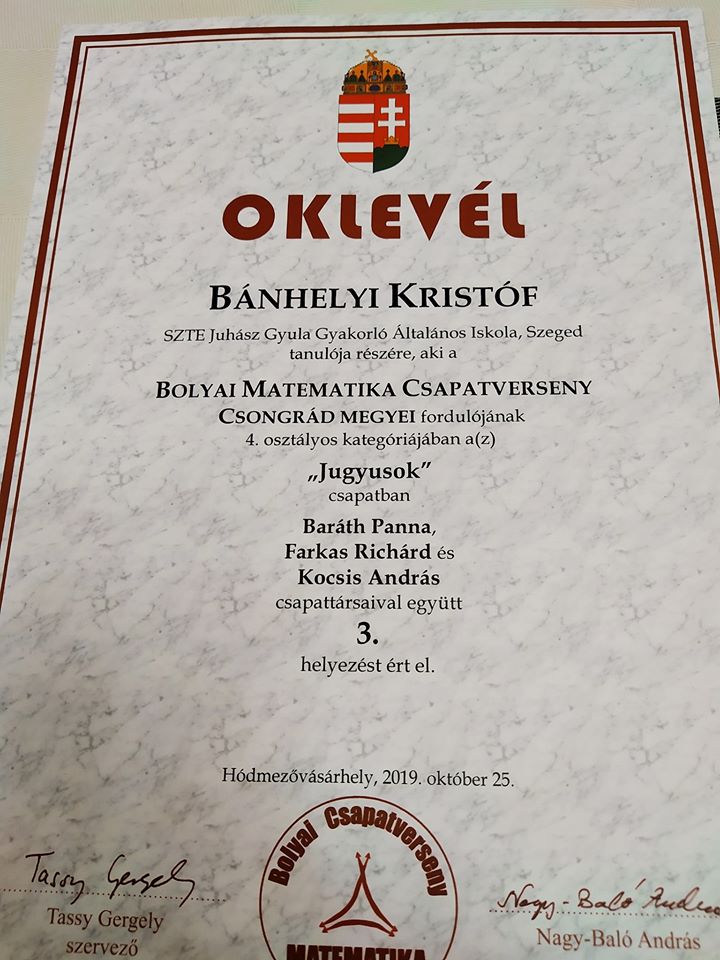 OKLEVÉL
BÁNHELYI KRISTÓF
SZTE Juhász Gyula Gyakorló Általános Iskola, Szeged
tanulója részére, aki a
BOLYAI MATEMATIKA CSAPATVERSENY
CSONGRÁD MEGYEI fordulójának
4. osztályos kategóriájában a(z)
„Jugyusok”
csapatban
Baráth Panna,
Farkas Richárd és
Kocsis András
csapattársaival együtt
3.
helyezést ért el.
Hódmezővásárhely, 2019. október 25.
Bolyai Csapatverseny
MATEMATIKA
Tassy Gergely
Tassy Gergely
szervező
Nagy-Baló András
Nagy-Baló András